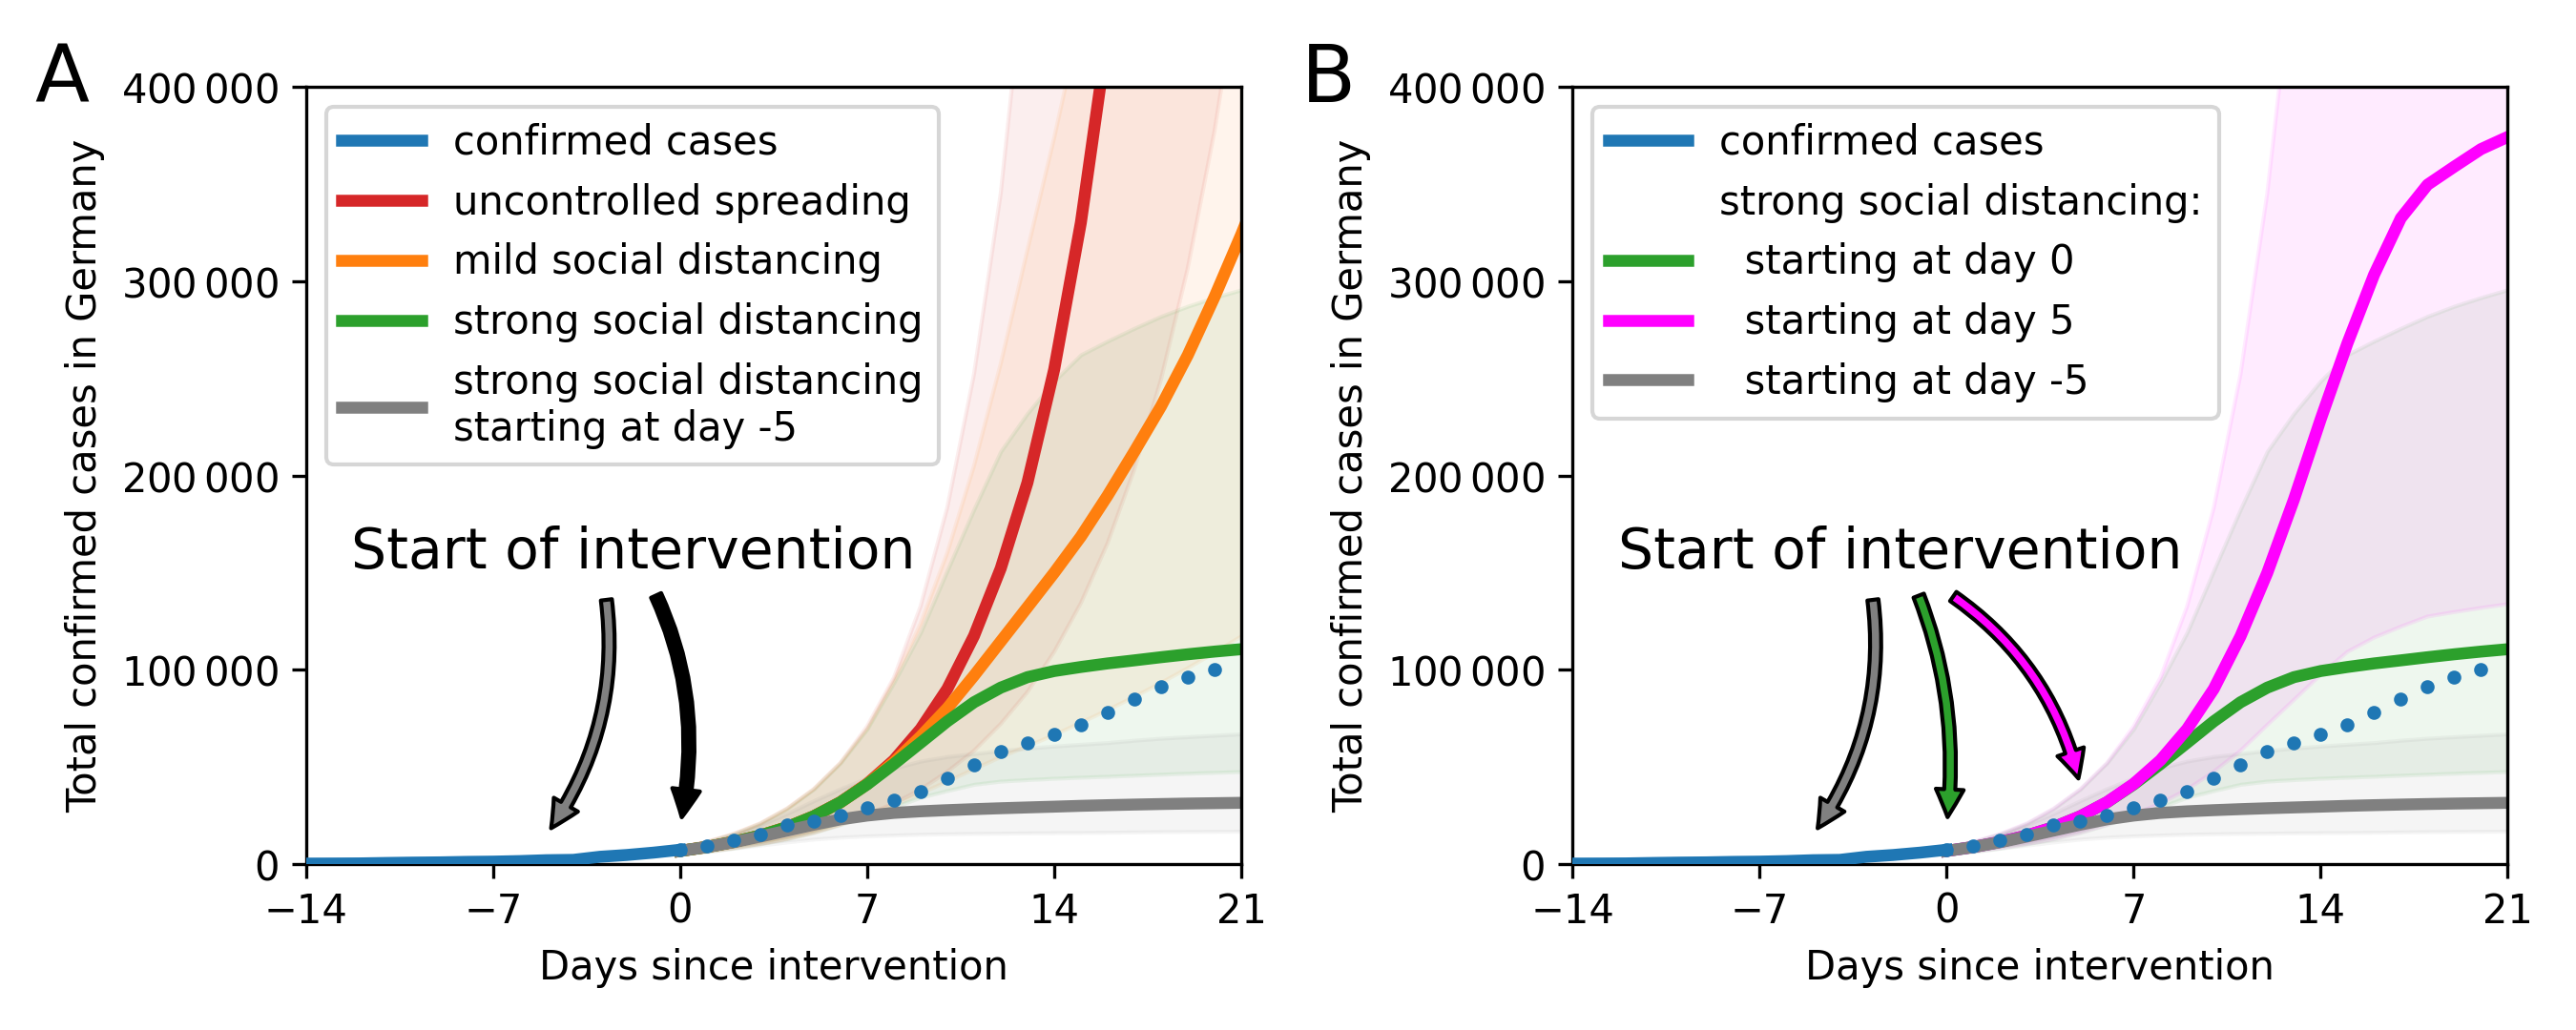 A
Total confirmed cases in Germany
400 000
300 000
200 000
100 000
0
confirmed cases
uncontrolled spreading
mild social distancing
strong social distancing
strong social distancing
starting at day -5
Start of intervention
−14
−7
0
7
14
21
Days since intervention
B
Total confirmed cases in Germany
400 000
300 000
200 000
100 000
0
confirmed cases
strong social distancing:
starting at day 0
starting at day 5
starting at day -5
Start of intervention
−14
−7
0
7
14
21
Days since intervention